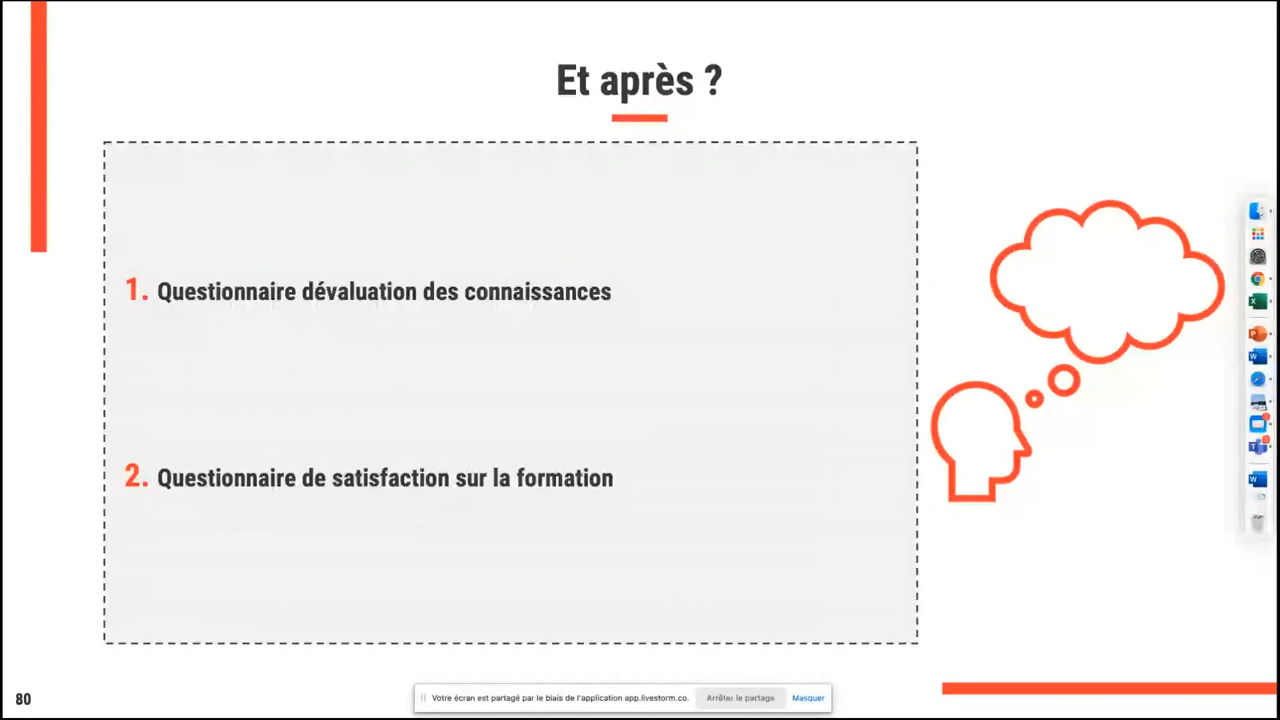 Et après ?
1. Questionnaire dévaluation des connaissances
2. Questionnaire de satisfaction sur la formation
80
Votre écran est partagé par le biais de l'application app.livestorm.co. Arrêter le partage Masquer